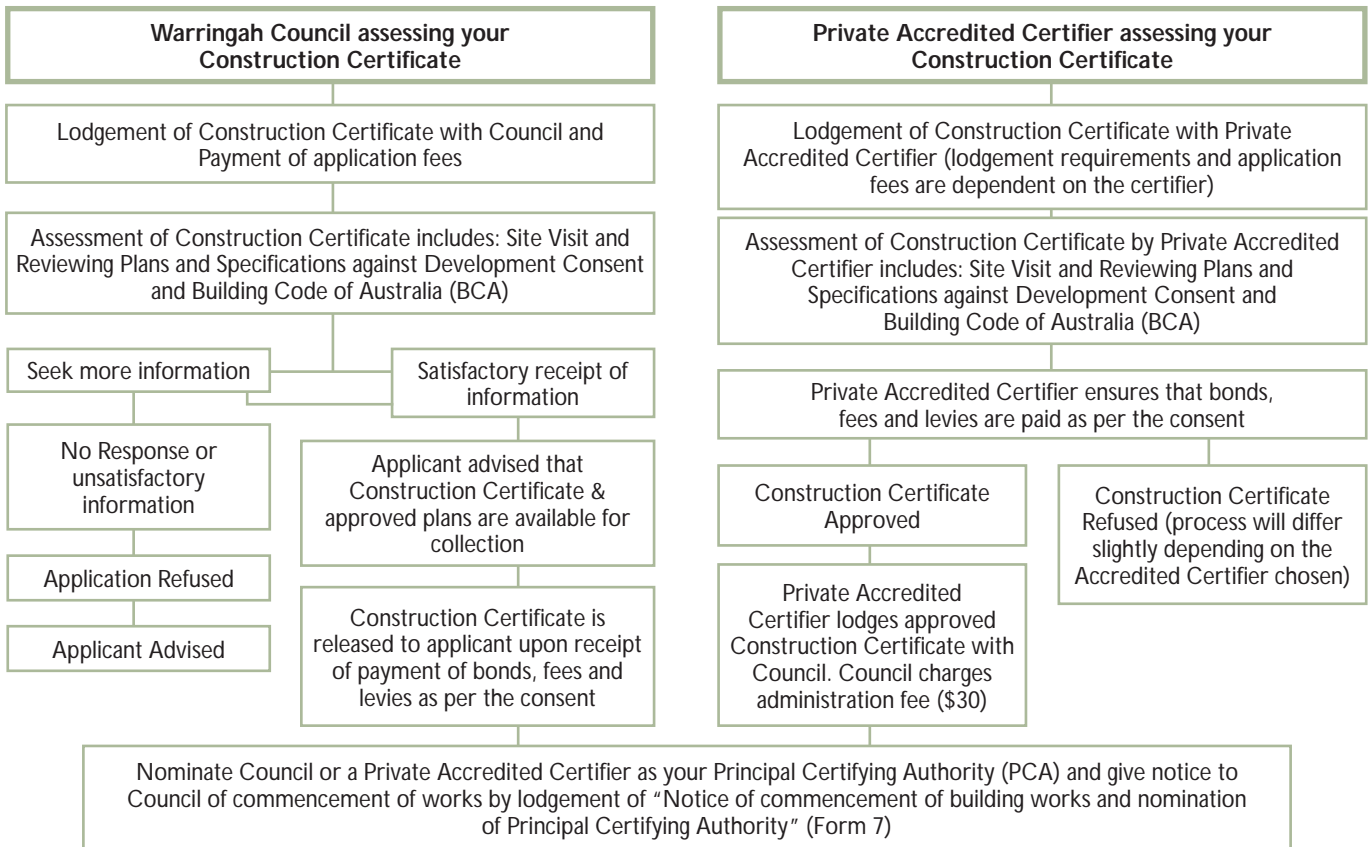 Warringah Council assessing your
Construction Certificate
Lodgement of Construction Certificate with Council and
Payment of application fees
Assessment of Construction Certificate includes: Site Visit and
Reviewing Plans and Specifications against Development Consent
and Building Code of Australia (BCA)
Seek more information
Satisfactory receipt of
information
No Response or
unsatisfactory
information
Application Refused
Applicant Advised
Applicant advised that
Construction Certificate &
approved plans are available for
collection
Construction Certificate is
released to applicant upon receipt
of payment of bonds, fees and
levies as per the consent
Private Accredited Certifier assessing your
Construction Certificate
Lodgement of Construction Certificate with Private
Accredited Certifier (lodgement requirements and application
fees are dependent on the certifier)
Assessment of Construction Certificate by Private Accredited
Certifier includes: Site Visit and Reviewing Plans and
Specifications against Development Consent and
Building Code of Australia (BCA)
Private Accredited Certifier ensures that bonds,
fees and levies are paid as per the consent
Construction Certificate
Approved
Private Accredited
Certifier lodges approved
Construction Certificate with
Council. Council charges
administration fee ($30)
Construction Certificate
Refused (process will differ
slightly depending on the
Accredited Certifier chosen)
Nominate Council or a Private Accredited Certifier as your Principal Certifying Authority (PCA) and give notice to
Council of commencement of works by lodgement of “Notice of commencement of building works and nomination
of Principal Certifying Authority” (Form 7)